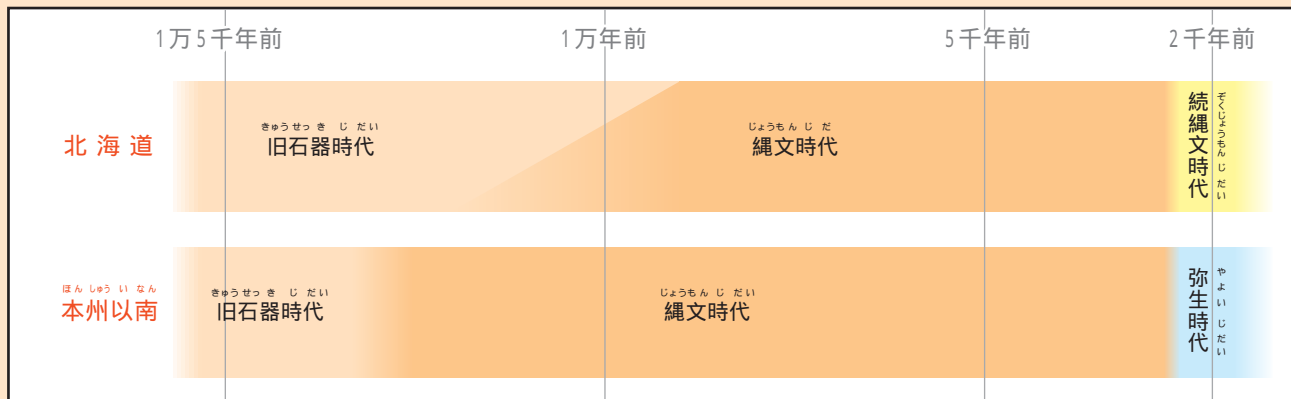 1万5千年前 1万年前 5千年前 2千年前
きゅうせっきじだい じょうもんじだ ぞくじょうもんじだい
北海道 旧石器時代 縄文時代 続縄文時代
ほんしゅういなん きゅうせっきじだい じょうもんじだい やよいじだい
本州以南 旧石器時代 縄文時代 弥生時代